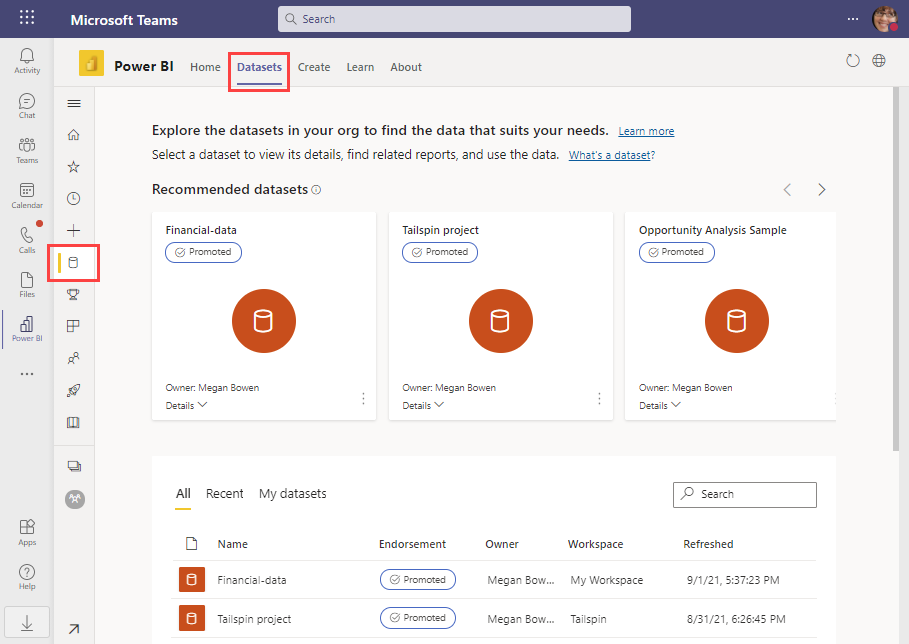 Microsoft Teams
Search
Activity
Chat
Teams
Calendar
Calls
Files
Power BI
Apps
Help
Power BI Home Datasets Create Learn About
Explore the datasets in your org to find the data that suits your needs. Learn more
Select a dataset to view its details, find related reports, and use the data. What's a dataset?
Recommended datasets
Financial-data
Promoted
Owner: Megan Bowen
Details
Tailspin project
Promoted
Owner: Megan Bowen
Details
Opportunity Analysis Sample
Promoted
Owner: Megan Bowen
Details
All Recent My datasets
Search
Name Endorsement Owner Workspace Refreshed
Financial-data Promoted Megan Bow... My Workspace 9/1/21, 5:37:23 PM
Tailspin project Promoted Megan Bow... Tailspin 8/31/21, 6:26:45 PM